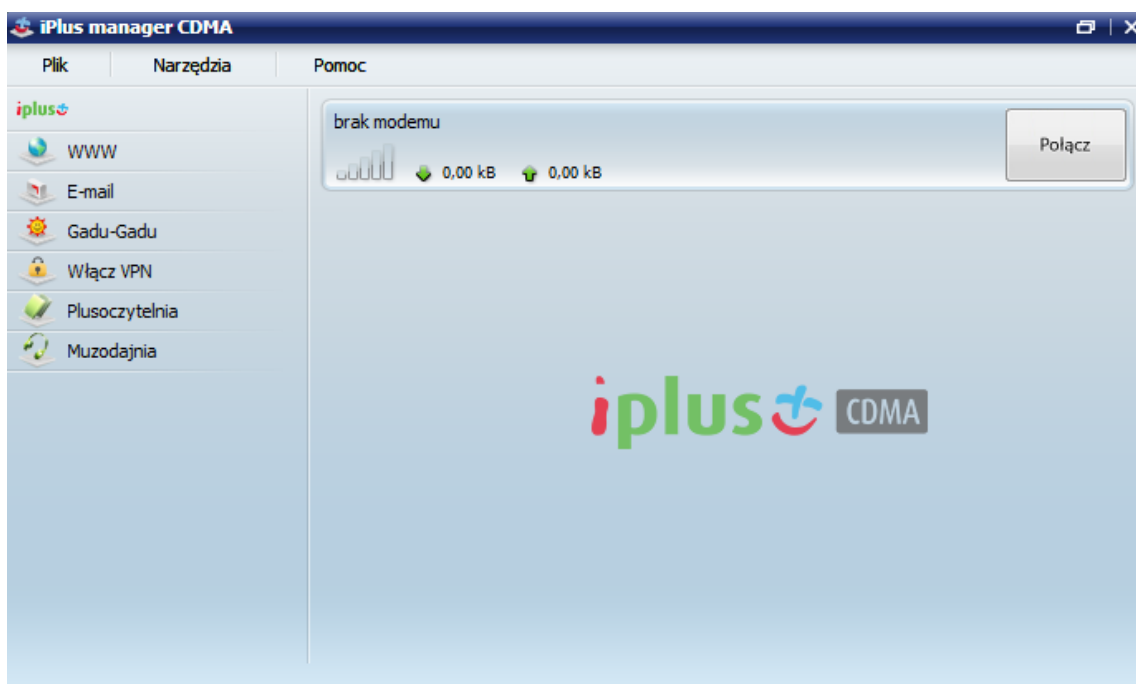 iPlus manager CDMA
Plik Narzędzia Pomoc
iplus
WWW
E-mail
Gadu-Gadu
Włącz VPN
Plusoczytelnia
Muzodajnia
brak modemu
0,00 kB 0,00 kB
Połącz
iplus CDMA